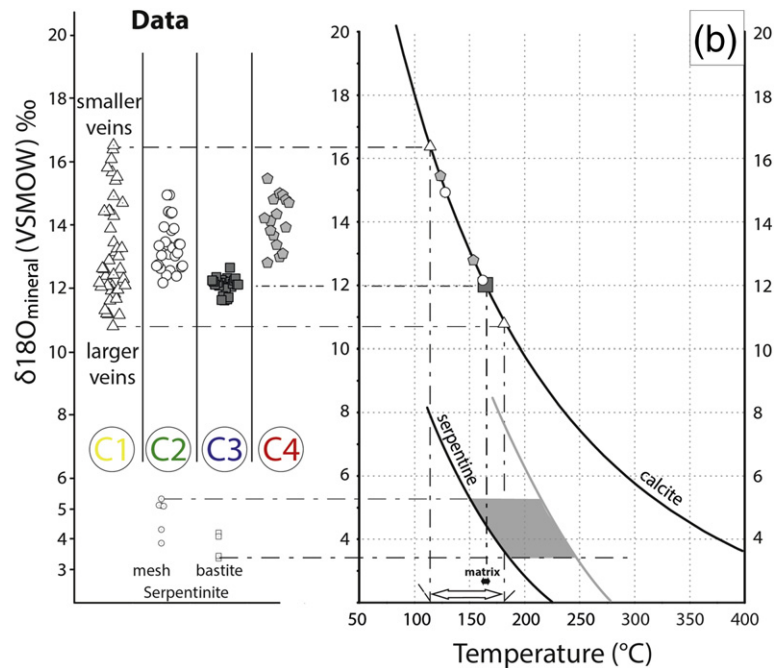 Data
(b)
δ18Omineral (VSMOW) ‰
20
18
16
14
12
10
8
6
5
4
3
smaller
veins
larger
veins
C1
C2
C3
C4
mesh
bastite
Serpentinite
20
18
16
14
12
10
8
6
4
serpentine
calcite
matrix
20
18
16
14
12
10
8
6
4
50
100
150
200
250
300
350
400
Temperature (°C)